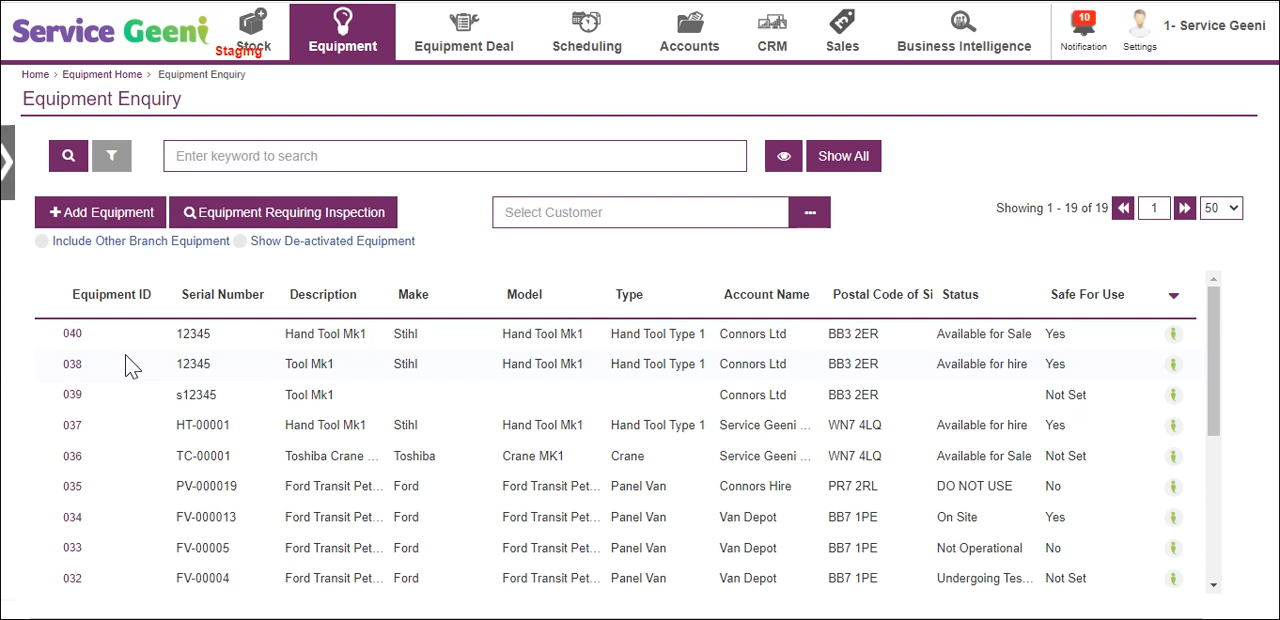 Service Geeni
Staging
Stock
Equipment
Equipment Deal
Scheduling
Accounts
CRM
Sales
Business Intelligence
10
Notification
Settings
1- Service Geeni
Home > Equipment Home > Equipment Enquiry
Equipment Enquiry
Enter keyword to search
Show All
Add Equipment
Equipment Requiring Inspection
Select Customer
Showing 1 - 19 of 19
1
50
Include Other Branch Equipment
Show De-activated Equipment
Equipment ID Serial Number Description Make Model Type Account Name Postal Code of Si Status Safe For Use
040 12345 Hand Tool Mk1 Stihl Hand Tool Mk1 Hand Tool Type 1 Connors Ltd BB3 2ER Available for Sale Yes
038 12345 Tool Mk1 Stihl Hand Tool Mk1 Hand Tool Type 1 Connors Ltd BB3 2ER Available for hire Yes
039 s12345 Tool Mk1 Connors Ltd BB3 2ER Not Set
037 HT-00001 Hand Tool Mk1 Stihl Hand Tool Mk1 Hand Tool Type 1 Service Geeni ... WN7 4LQ Available for hire Yes
036 TC-00001 Toshiba Crane ... Toshiba Crane MK1 Crane Service Geeni ... WN7 4LQ Available for Sale Not Set
035 PV-000019 Ford Transit Pet... Ford Ford Transit Pet... Panel Van Connors Hire PR7 2RL DO NOT USE No
034 FV-000013 Ford Transit Pet... Ford Ford Transit Pet... Panel Van Van Depot BB7 1PE On Site Yes
033 FV-00005 Ford Transit Pet... Ford Ford Transit Pet... Panel Van Van Depot BB7 1PE Not Operational No
032 FV-00004 Ford Transit Pet... Ford Ford Transit Pet... Panel Van Van Depot BB7 1PE Undergoing Tes... Not Set